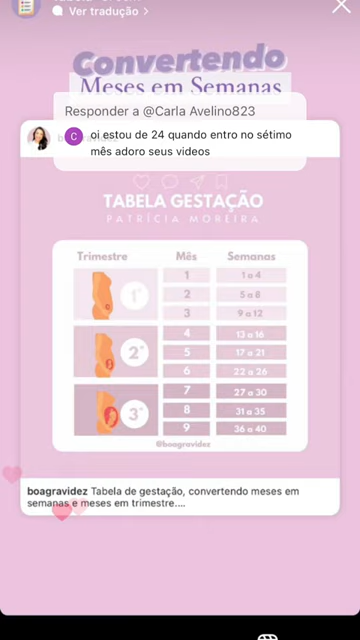 Ver tradução >
Convertendo
Meses em Semanas
Responder a @Carla Avelino823
C oi estou de 24 quando entro no sétimo
mês adoro seus videos
TABELA GESTAÇÃO
PATRÍCIA MOREIRA
Trimestre Mês Semanas
1 1 a 4
1º 2 5 a 8
3 9 a 12
4 13 a 16
2º 5 17 a 21
6 22 a 26
7 27 a 30
3º 8 31 a 35
9 36 a 40
@boagravidez
boagravidez Tabela de gestação, convertendo meses em
semanas e meses em trimestre....